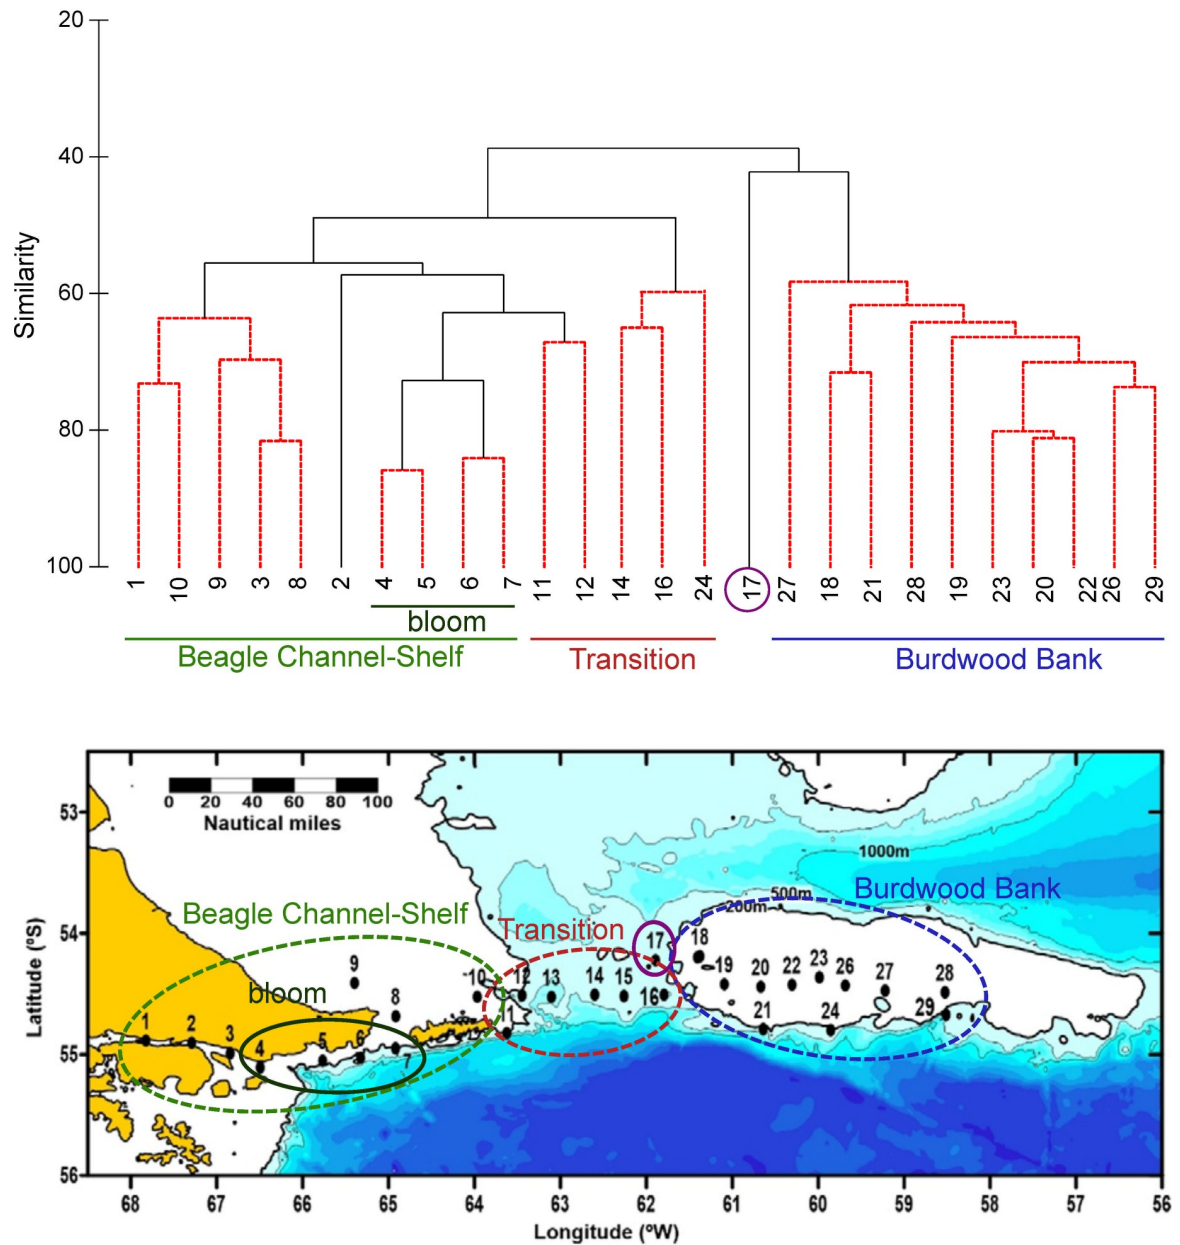 20
40
60
80
100
Similarity
1 10 9 3 8 2 4 5 6 7 11 12 14 16 24 17 27 18 21 28 19 23 20 22 26 29
bloom
Beagle Channel-Shelf
Transition
Burdwood Bank
0 20 40 60 80 100
Nautical miles
1000m
500m
200m
Burdwood Bank
Beagle Channel-Shelf
Transition
bloom
17 18
9 10 12 13 14 15 16 19 20 22 23 26 27 28
8 11 21 24 29
1 2 3 4 5 6 7
53
54
55
56
Latitude (ºS)
68 67 66 65 64 63 62 61 60 59 58 57 56
Longitude (ºW)